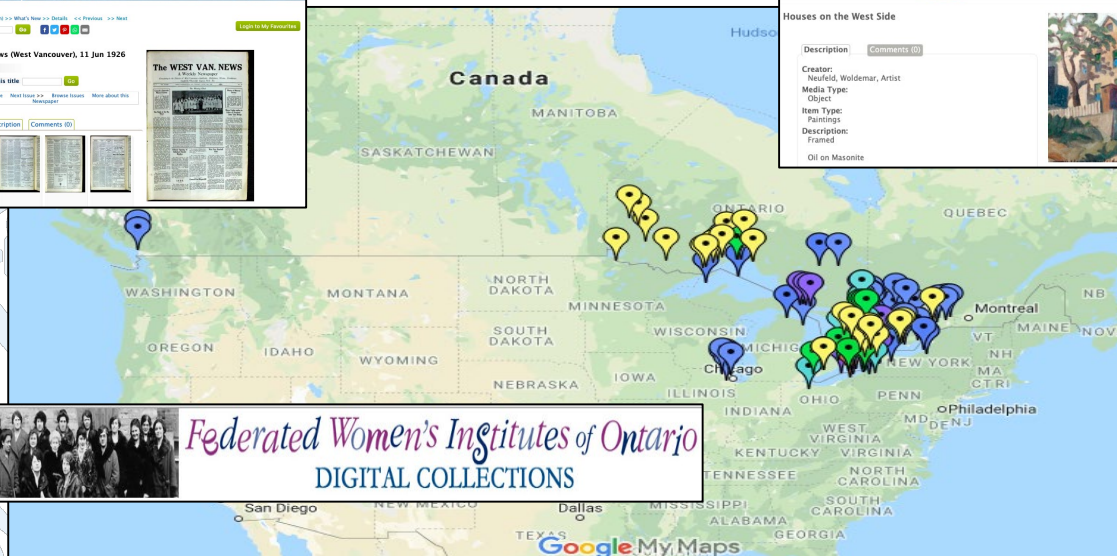 >> What's New >> Details << Previous >> Next
Go
Login to My Favourites
ws (West Vancouver), 11 Jun 1926
is title
Go
Next Issue >> Browse Issues More about this
Newspaper
cription
Comments (0)
The WEST VAN. NEWS
A Weekly Newspaper
Houses on the West Side
Description
Comments (0)
Creator:
Neufeld, Woldemar, Artist
Media Type:
Object
Item Type:
Paintings
Description:
Framed
Oil on Masonite
Hudso
Canada
MANITOBA
SASKATCHEWAN
ONTARIO
QUEBEC
WASHINGTON
MONTANA
NORTH
DAKOTA
MINNESOTA
Montreal
NB
MAINE
NOV
OREGON
IDAHO
WYOMING
SOUTH
DAKOTA
WISCONSIN
MICHIG
VT
NH
NEW YORK
MA
CT RI
NEBRASKA
IOWA
Chicago
ILLINOIS
INDIANA
OHIO
PENN
Philadelphia
MD
DE NJ
WEST
VIRGINIA
KENTUCKY
VIRGINIA
Federated Women's Institutes of Ontario
DIGITAL COLLECTIONS
TENNESSEE
NORTH
CAROLINA
San Diego
NEW MEXICO
Dallas
MISSISSIPPI
SOUTH
CAROLINA
ALABAMA
TEXAS
GEORGIA
Google My Maps